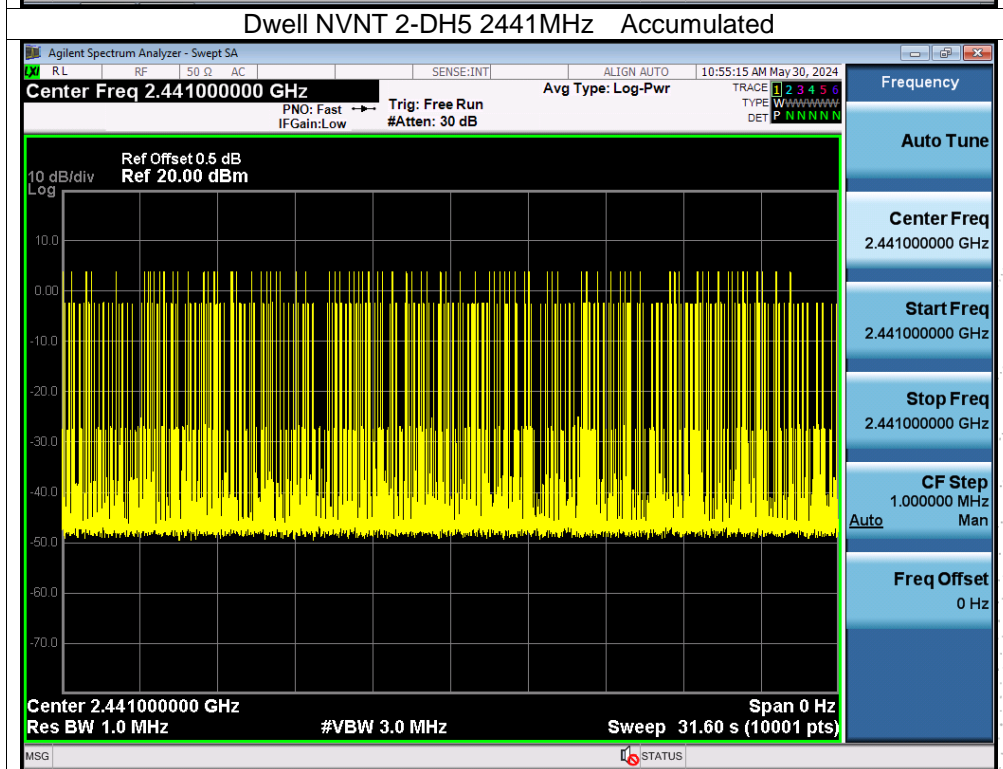 Dwell NVNT 2-DH5 2441MHz Accumulated
Agilent Spectrum Analyzer - Swept SA
LXI RL RF 50 Ω AC SENSE:INT ALIGN AUTO 10:55:15 AM May 30, 2024
Center Freq 2.441000000 GHz Avg Type: Log-Pwr TRACE 1 2 3 4 5 6
PNO: Fast Trig: Free Run TYPE WWWWWW
IFGain:Low #Atten: 30 dB DET P N N N N N
Ref Offset 0.5 dB
10 dB/div Ref 20.00 dBm
Log
10.0
0.00
-10.0
-20.0
-30.0
-40.0
-50.0
-60.0
-70.0
Center 2.441000000 GHz Span 0 Hz
Res BW 1.0 MHz #VBW 3.0 MHz Sweep 31.60 s (10001 pts)
MSG STATUS
Frequency
Auto Tune
Center Freq
2.441000000 GHz
Start Freq
2.441000000 GHz
Stop Freq
2.441000000 GHz
CF Step
1.000000 MHz
Auto Man
Freq Offset
0 Hz